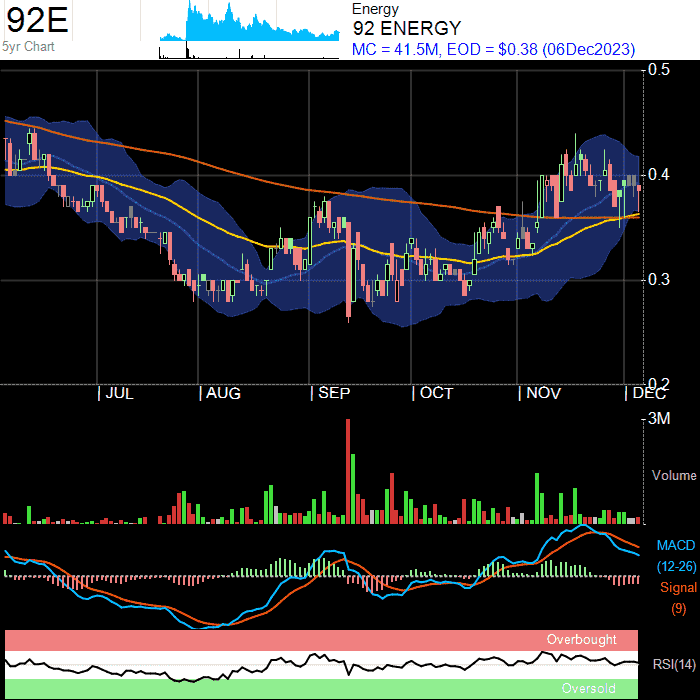 92E
5yr Chart
Energy
92 ENERGY
MC = 41.5M, EOD = $0.38 (06Dec2023)
0.5
0.4
0.3
0.2
| JUL | AUG | SEP | OCT | NOV | DEC
3M
Volume
MACD
(12-26)
Signal
(9)
Overbought
RSI(14)
Oversold